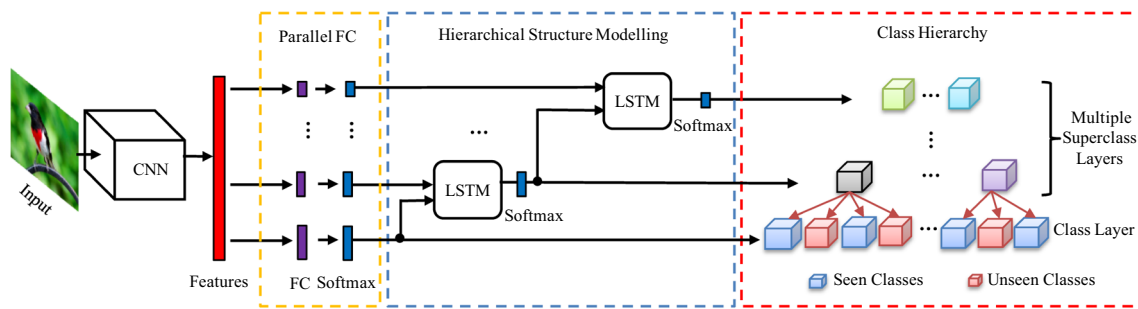 Parallel FC
Hierarchical Structure Modelling
Class Hierarchy
Input
CNN
Features
...
FC
Softmax
LSTM
Softmax
...
LSTM
Softmax
...
...
Multiple
Superclass
Layers
Class Layer
...
Seen Classes
Unseen Classes